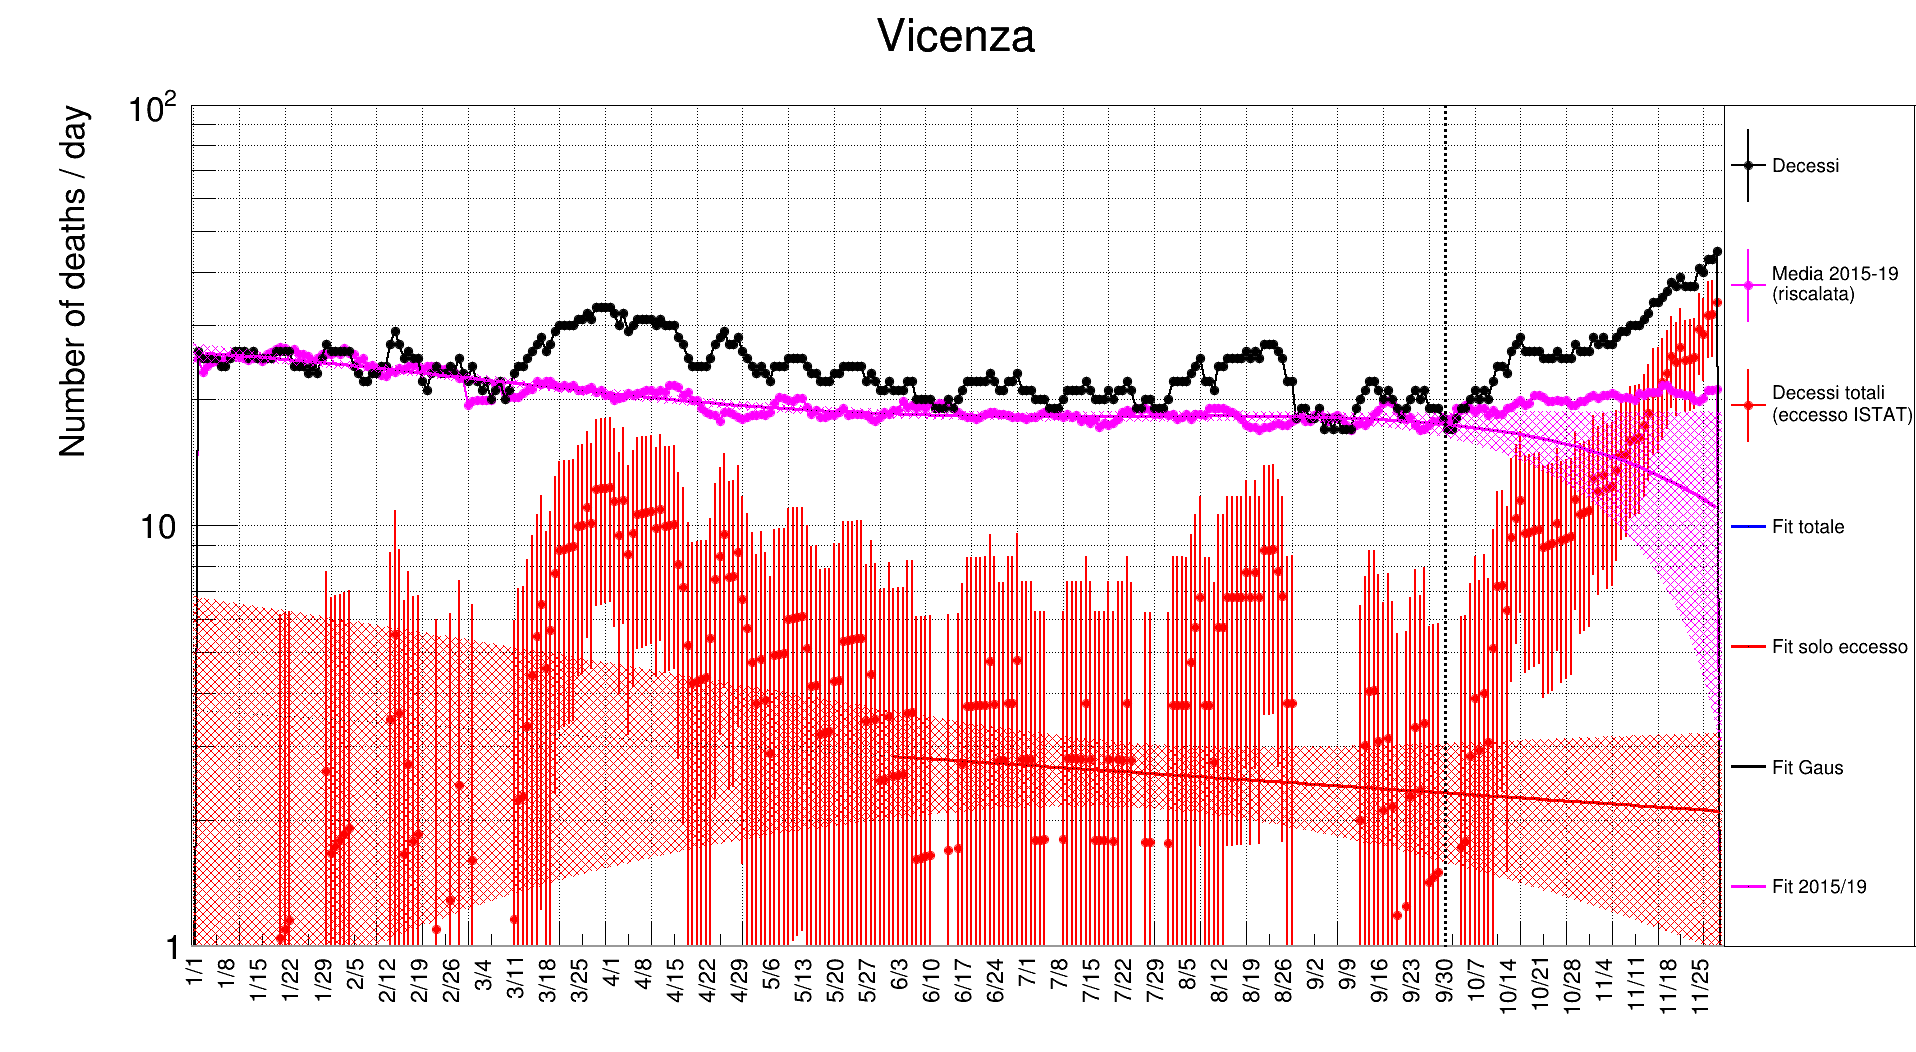 Vicenza
Number of deaths / day
10²
10
1
1/1 1/8 1/15 1/22 1/29 2/5 2/12 2/19 2/26 3/4 3/11 3/18 3/25 4/1 4/8 4/15 4/22 4/29 5/6 5/13 5/20 5/27 6/3 6/10 6/17 6/24 7/1 7/8 7/15 7/22 7/29 8/5 8/12 8/19 8/26 9/2 9/9 9/16 9/23 9/30 10/7 10/14 10/21 10/28 11/4 11/11 11/18 11/25
Decessi
Media 2015-19
(riscalata)
Decessi totali
(eccesso ISTAT)
Fit totale
Fit solo eccesso
Fit Gaus
Fit 2015/19